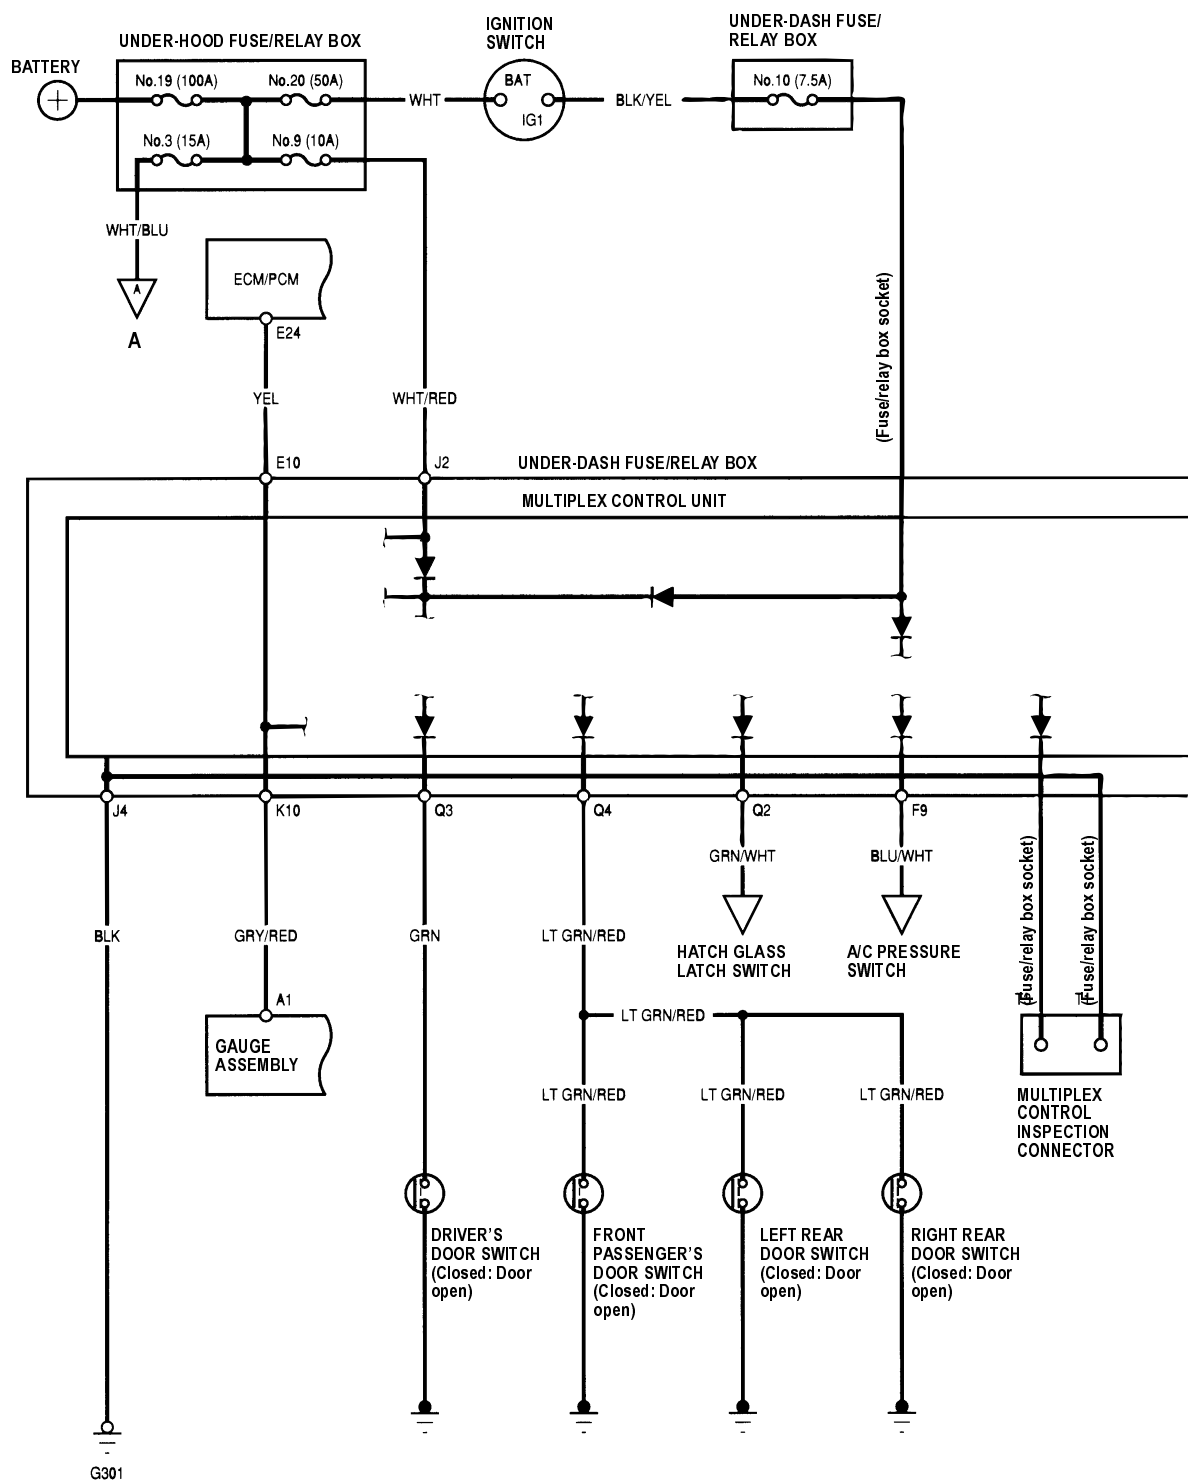 IGNITION
SWITCH
UNDER-DASH FUSE/
RELAY BOX
UNDER-HOOD FUSE/RELAY BOX
BATTERY
No.19 (100A)
No.20 (50A)
BAT
No.10 (7.5A)
WHT
BLK/YEL
IG1
No.3 (15A)
No.9 (10A)
WHT/BLU
A
A
ECM/PCM
E24
(Fuse/relay box socket)
YEL
WHT/RED
E10
J2
UNDER-DASH FUSE/RELAY BOX
MULTIPLEX CONTROL UNIT
J4
K10
Q3
Q4
Q2
F9
GRN/WHT
BLU/WHT
(Fuse/relay box socket)
(Fuse/relay box socket)
BLK
GRY/RED
GRN
LT GRN/RED
HATCH GLASS
LATCH SWITCH
A/C PRESSURE
SWITCH
A1
LT GRN/RED
GAUGE
ASSEMBLY
LT GRN/RED
LT GRN/RED
LT GRN/RED
MULTIPLEX
CONTROL
INSPECTION
CONNECTOR
DRIVER'S
DOOR SWITCH
(Closed: Door
open)
FRONT
PASSENGER'S
DOOR SWITCH
(Closed: Door
open)
LEFT REAR
DOOR SWITCH
(Closed: Door
open)
RIGHT REAR
DOOR SWITCH
(Closed: Door
open)
G301